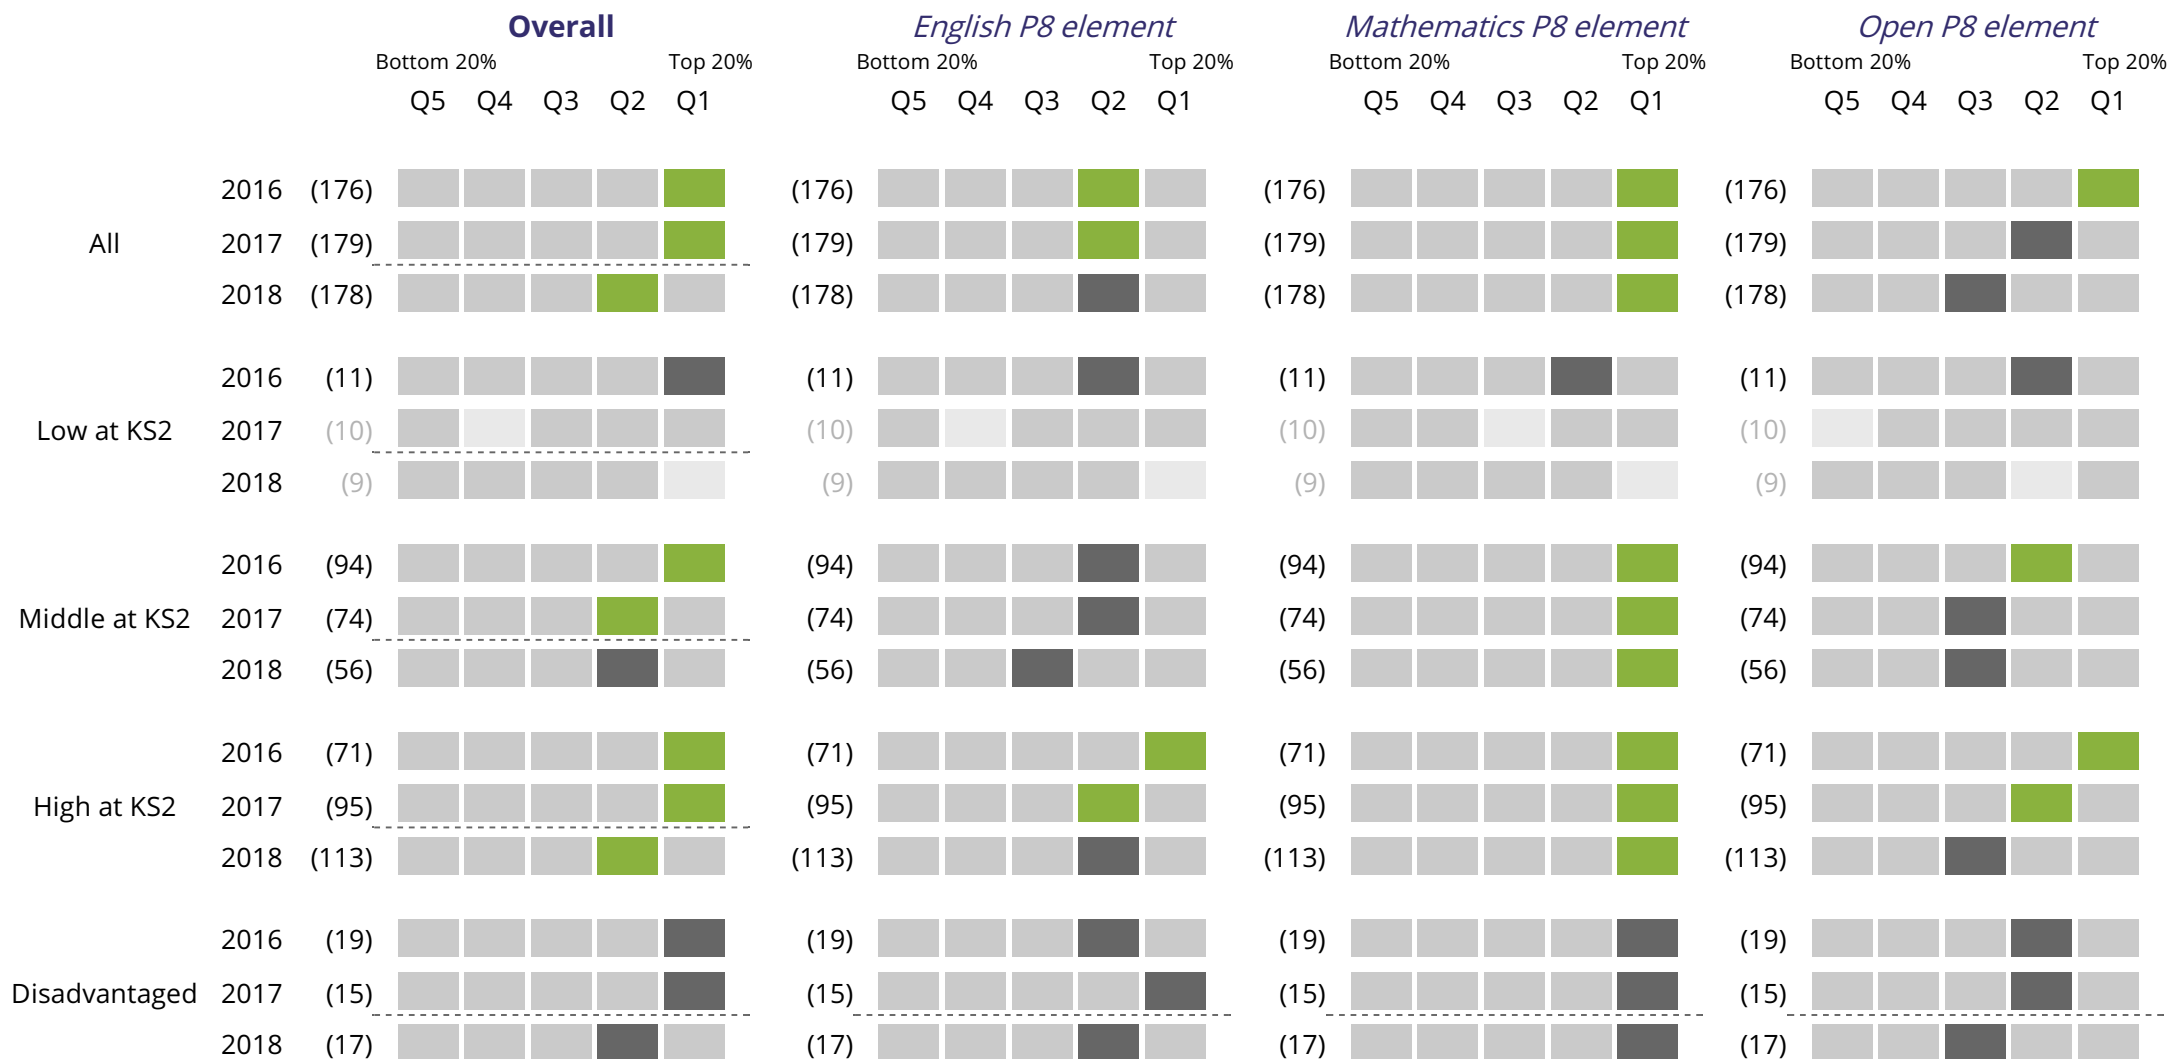 Overall English P8 element Mathematics P8 element Open P8 element
Bottom 20% Top 20% Bottom 20% Top 20% Bottom 20% Top 20% Bottom 20% Top 20%
Q5 Q4 Q3 Q2 Q1 Q5 Q4 Q3 Q2 Q1 Q5 Q4 Q3 Q2 Q1 Q5 Q4 Q3 Q2 Q1
2016 (176) (176) (176) (176)
All 2017 (179) (179) (179) (179)
2018 (178) (178) (178) (178)
2016 (11) (11) (11) (11)
Low at KS2 2017 (10) (10) (10) (10)
2018 (9) (9) (9) (9)
2016 (94) (94) (94) (94)
Middle at KS2 2017 (74) (74) (74) (74)
2018 (56) (56) (56) (56)
2016 (71) (71) (71) (71)
High at KS2 2017 (95) (95) (95) (95)
2018 (113) (113) (113) (113)
2016 (19) (19) (19) (19)
Disadvantaged 2017 (15) (15) (15) (15)
2018 (17) (17) (17) (17)